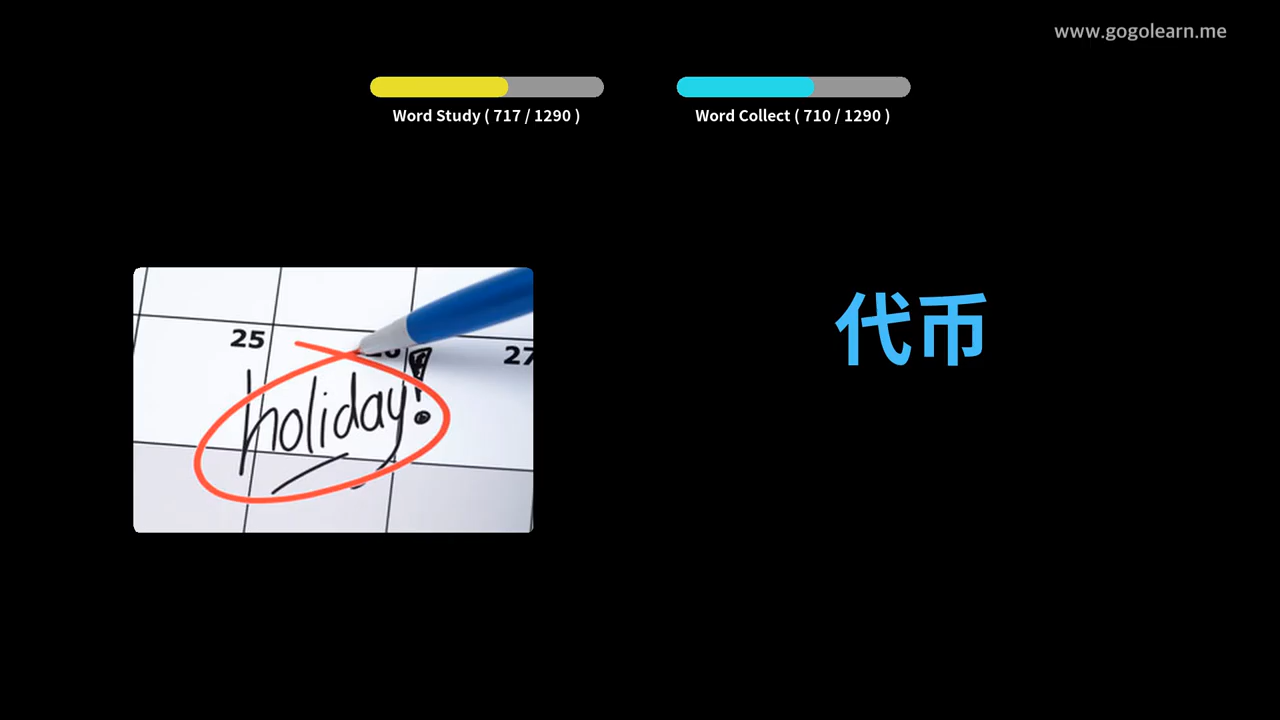 www.gogolearn.me
Word Study ( 717 / 1290 )
Word Collect ( 710 / 1290 )
代币
25
27
holiday!